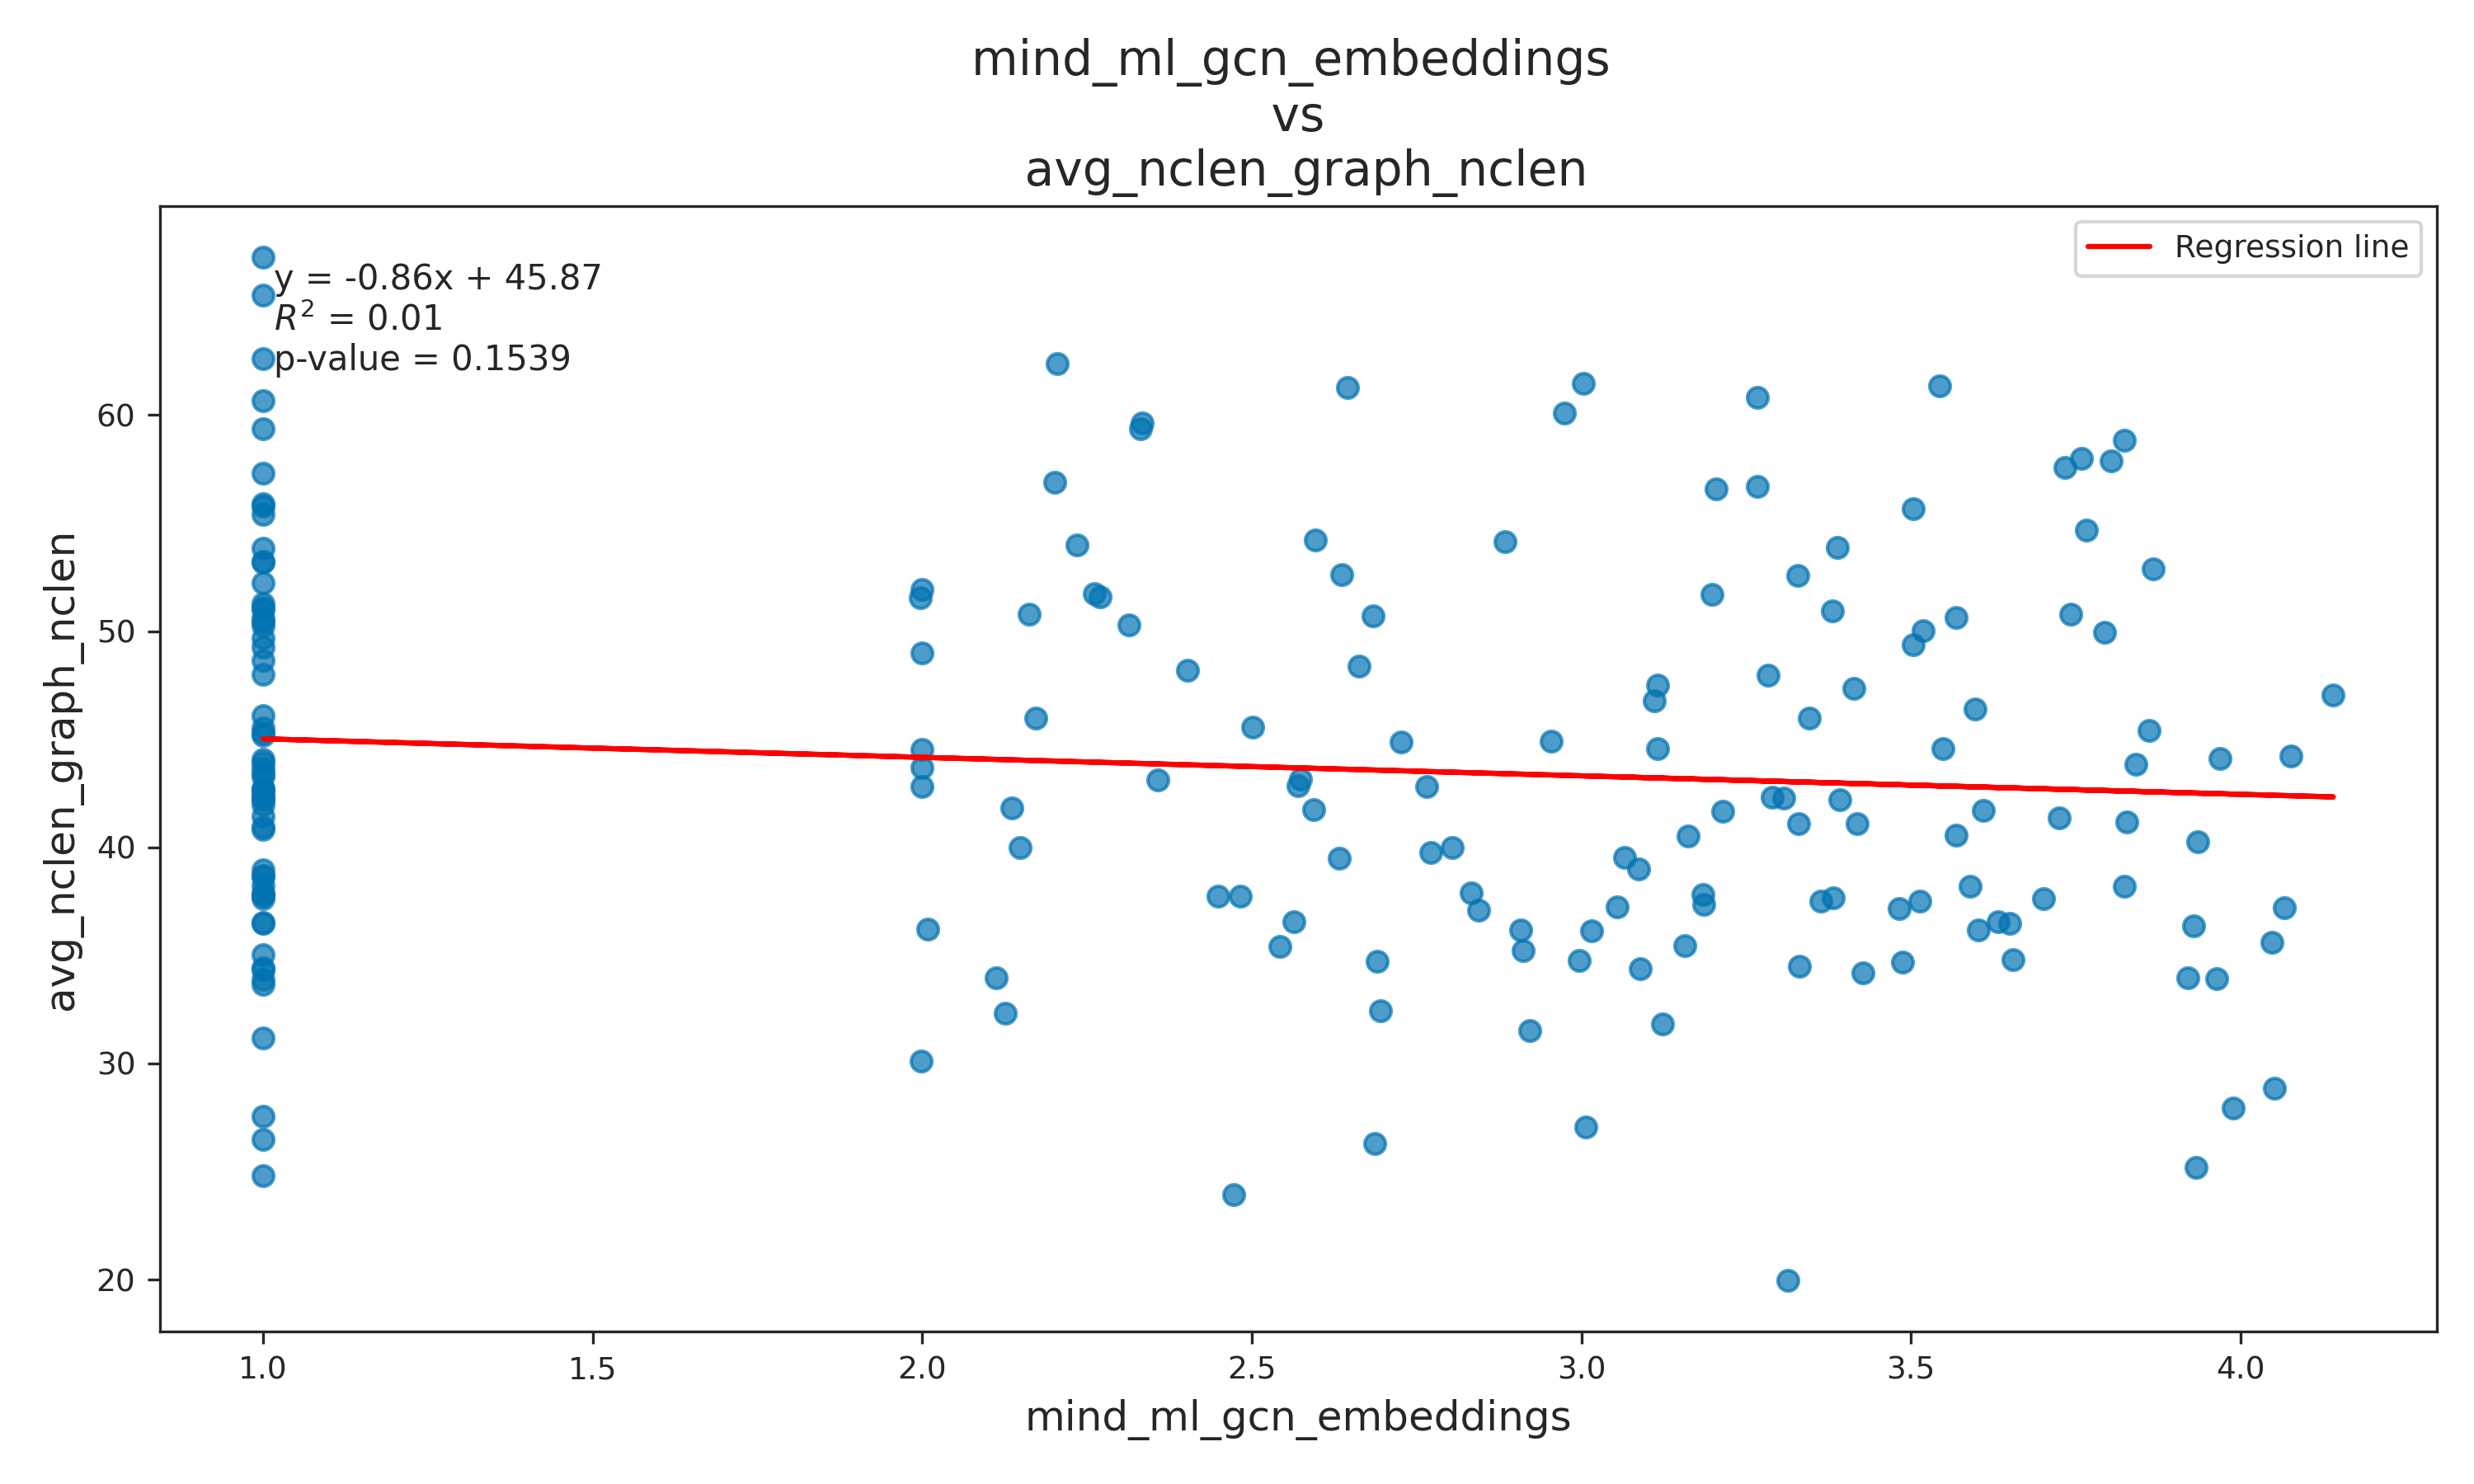 mind_ml_gcn_embeddings
vs
avg_nclen_graph_nclen
Regression line
y = -0.86x + 45.87
R² = 0.01
p-value = 0.1539
avg_nclen_graph_nclen
60
50
40
30
20
1.0 1.5 2.0 2.5 3.0 3.5 4.0
mind_ml_gcn_embeddings